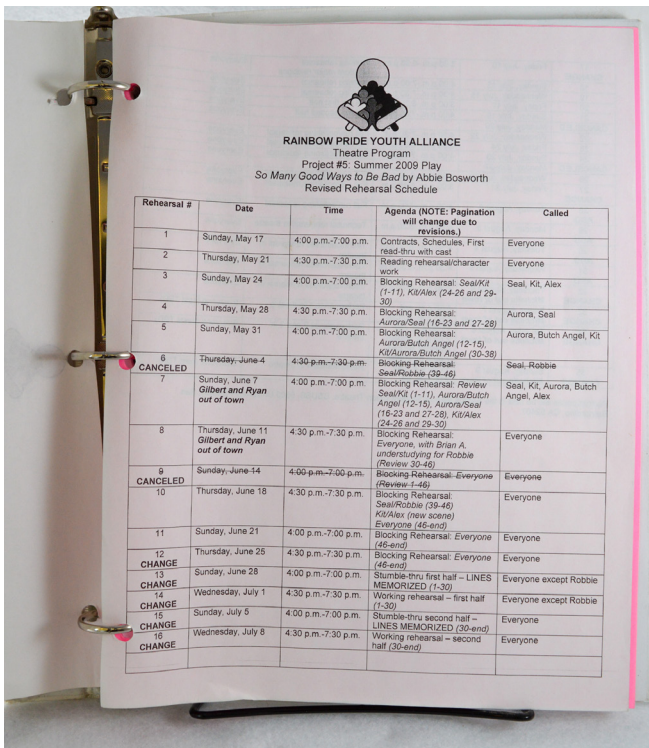 RAINBOW PRIDE YOUTH ALLIANCE
Theatre Program
Project #5: Summer 2009 Play
So Many Good Ways to Be Bad by Abbie Bosworth
Revised Rehearsal Schedule
Rehearsal # Date Time Agenda (NOTE: Pagination Called
will change due to
revisions.)
1 Sunday, May 17 4:00 p.m.-7:00 p.m. Contracts, Schedules, First Everyone
read-thru with cast
2 Thursday, May 21 4:30 p.m.-7:30 p.m. Reading rehearsal/character Everyone
work
3 Sunday, May 24 4:00 p.m.-7:00 p.m. Blocking Rehearsal: Seal/Kit Seal, Kit, Alex
(1-11), Kit/Alex (24-26 and 29-
30)
4 Thursday, May 28 4:30 p.m.-7:30 p.m. Blocking Rehearsal: Aurora, Seal
Aurora/Seal (16-23 and 27-28)
5 Sunday, May 31 4:00 p.m.-7:00 p.m. Blocking Rehearsal: Aurora, Butch Angel, Kit
Aurora/Butch Angel (12-15),
Kit/Aurora/Butch Angel (30-38)
6 Thursday, June 4 4:30 p.m.-7:30 p.m. Blocking Rehearsal: Seal, Robbie
CANCELED Seal/Robbie (39-46)
7 Sunday, June 7 4:00 p.m.-7:00 p.m. Blocking Rehearsal: Review Seal, Kit, Aurora, Butch
Gilbert and Ryan Seal/Kit (1-11), Aurora/Butch Angel, Alex
out of town Angel (12-15), Aurora/Seal
(16-23 and 27-28), Kit/Alex
(24-26 and 29-30)
8 Thursday, June 11 4:30 p.m.-7:30 p.m. Blocking Rehearsal: Everyone
Gilbert and Ryan Everyone, with Brian A.
out of town understudying for Robbie
(Review 30-46)
9 Sunday, June 14 4:00 p.m.-7:00 p.m. Blocking Rehearsal: Everyone Everyone
CANCELED (Review 1-46)
10 Thursday, June 18 4:30 p.m.-7:30 p.m. Blocking Rehearsal: Everyone
Seal/Robbie (39-46)
Kit/Alex (new scene)
Everyone (46-end)
11 Sunday, June 21 4:00 p.m.-7:00 p.m. Blocking Rehearsal: Everyone Everyone
(46-end)
12 Thursday, June 25 4:30 p.m.-7:30 p.m. Blocking Rehearsal: Everyone Everyone
CHANGE (46-end)
13 Sunday, June 28 4:00 p.m.-7:00 p.m. Stumble-thru first half – LINES Everyone except Robbie
CHANGE MEMORIZED (1-30)
14 Wednesday, July 1 4:30 p.m.-7:30 p.m. Working rehearsal – first half Everyone except Robbie
CHANGE (1-30)
15 Sunday, July 5 4:00 p.m.-7:00 p.m. Stumble-thru second half – Everyone
CHANGE LINES MEMORIZED (30-end)
16 Wednesday, July 8 4:30 p.m.-7:30 p.m. Working rehearsal – second Everyone
CHANGE half (30-end)